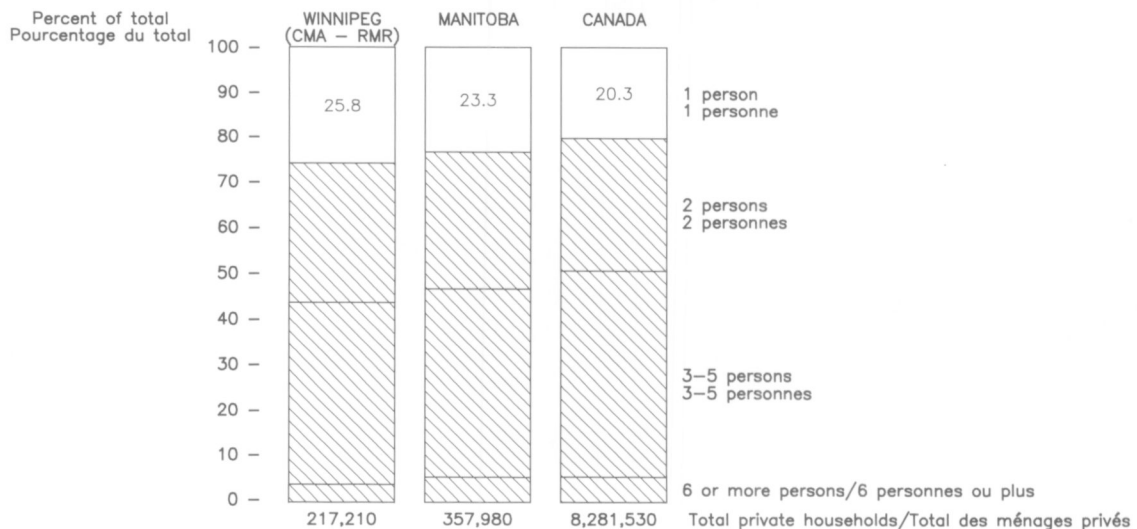 Percent of total
Pourcentage du total
WINNIPEG
(CMA – RMR)
MANITOBA
CANADA
100 –
90 –
80 –
70 –
60 –
50 –
40 –
30 –
20 –
10 –
0 –
25.8
23.3
20.3
1 person
1 personne
2 persons
2 personnes
3–5 persons
3–5 personnes
6 or more persons/6 personnes ou plus
217,210
357,980
8,281,530
Total private households/Total des ménages privés